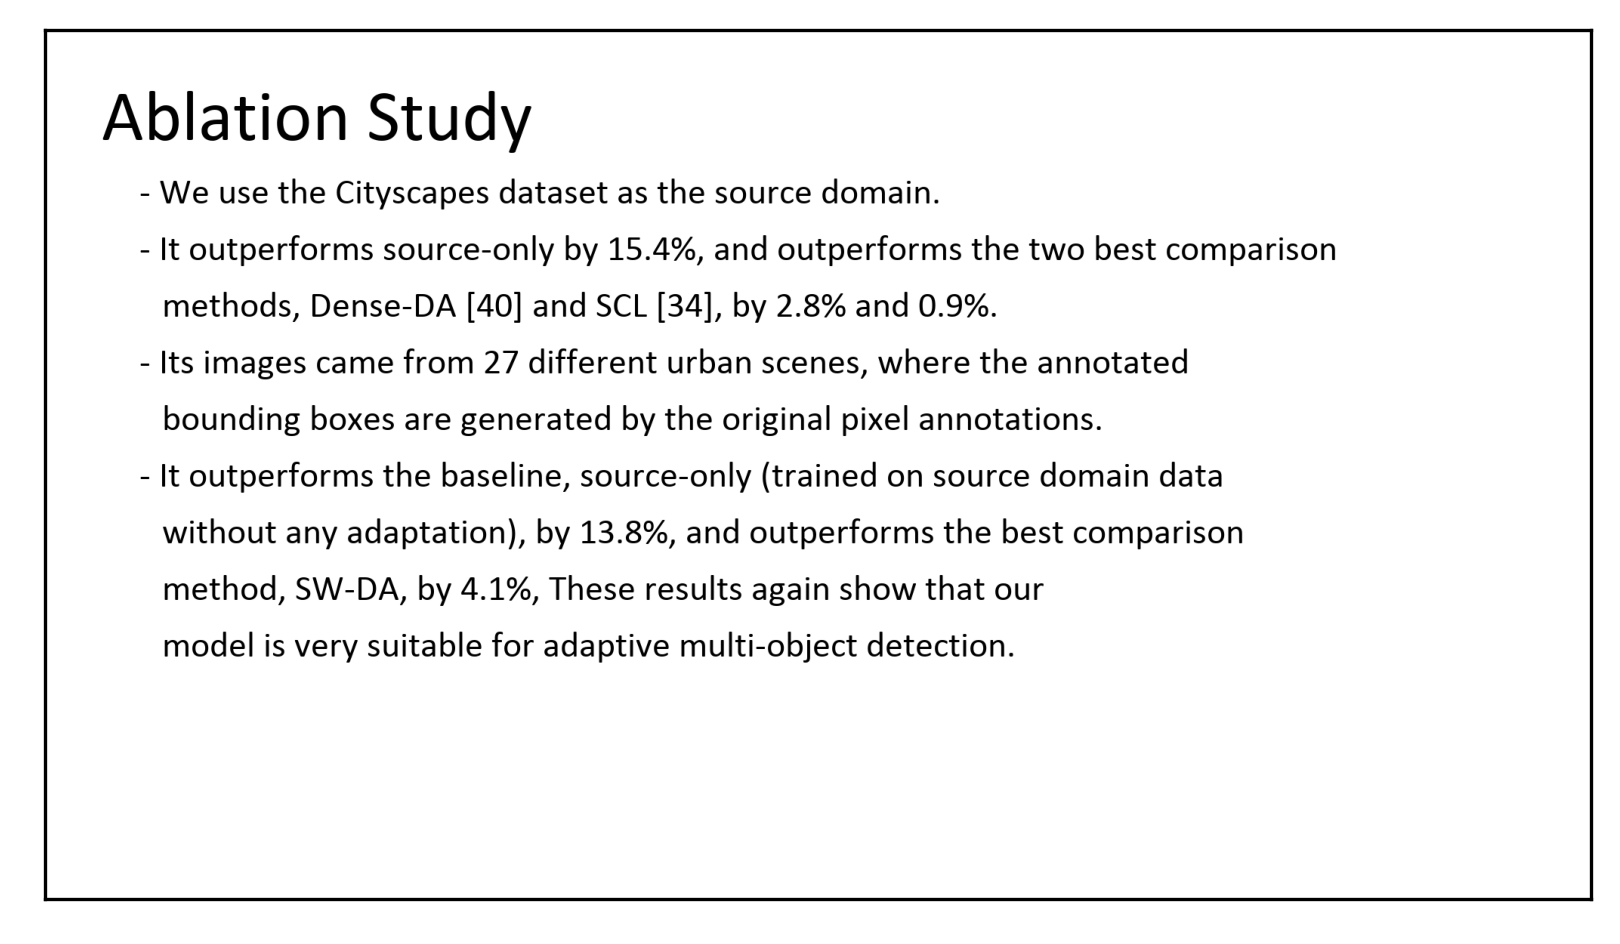 Ablation Study
- We use the Cityscapes dataset as the source domain.
- It outperforms source-only by 15.4%, and outperforms the two best comparison
methods, Dense-DA [40] and SCL [34], by 2.8% and 0.9%.
- Its images came from 27 different urban scenes, where the annotated
bounding boxes are generated by the original pixel annotations.
- It outperforms the baseline, source-only (trained on source domain data
without any adaptation), by 13.8%, and outperforms the best comparison
method, SW-DA, by 4.1%, These results again show that our
model is very suitable for adaptive multi-object detection.